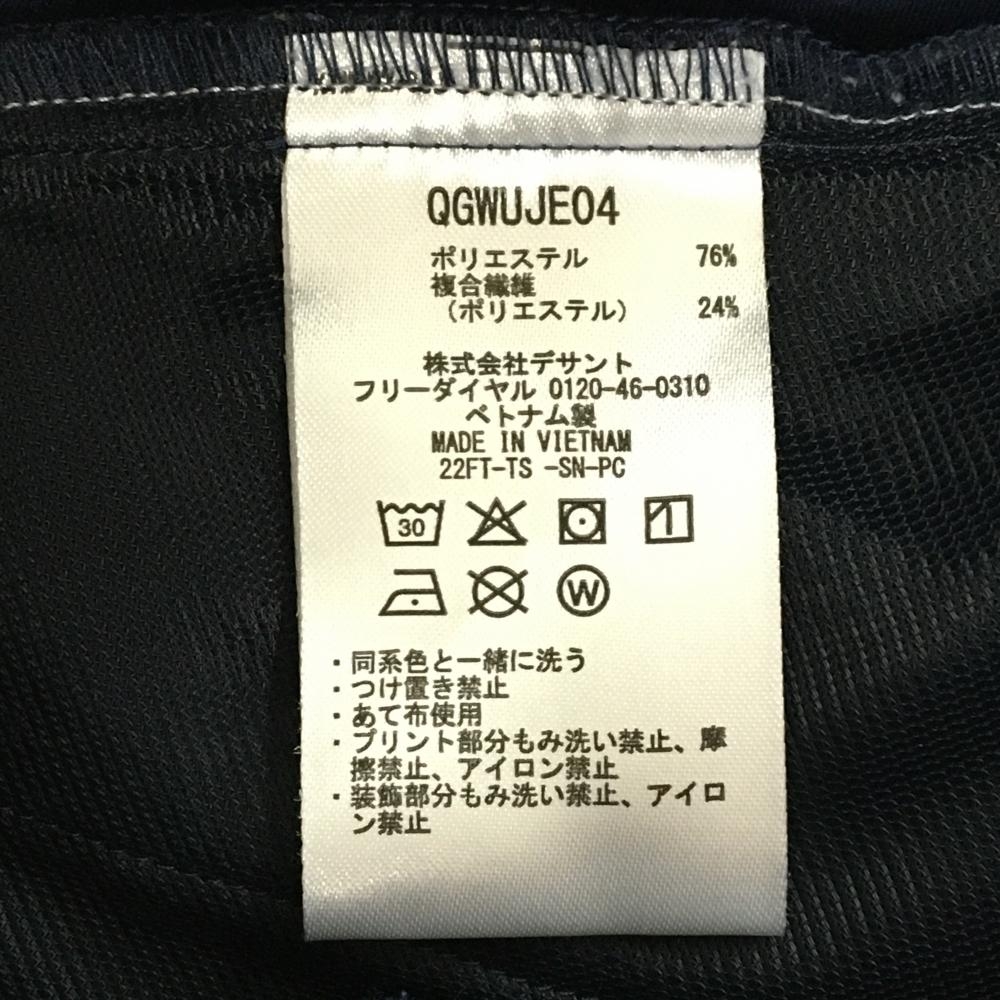 QGWUJE04
ポリエステル 76%
複合繊維
(ポリエステル) 24%
株式会社デサント
フリーダイヤル 0120-46-0310
ベトナム製
MADE IN VIETNAM
22FT-TS -SN-PC
30
W
・同系色と一緒に洗う
・つけ置き禁止
・あて布使用
・プリント部分もみ洗い禁止、摩
擦禁止、アイロン禁止
・装飾部分もみ洗い禁止、アイロ
ン禁止